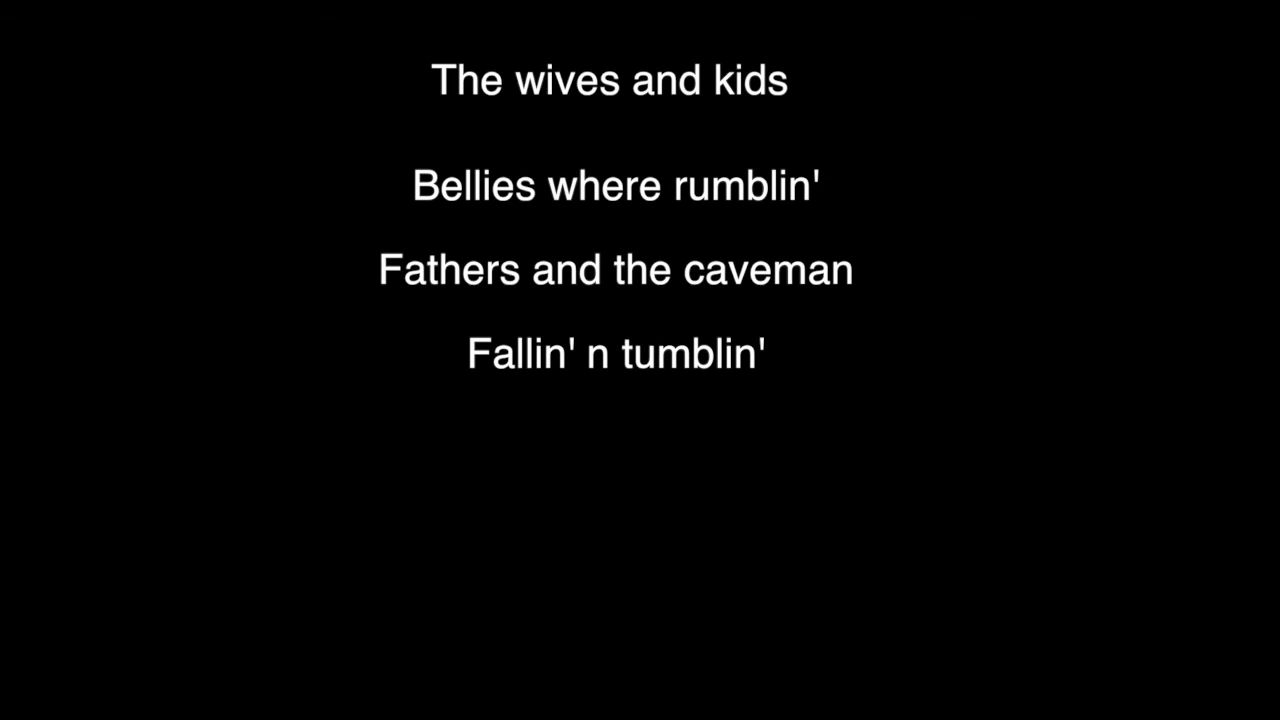 The wives and kids
Bellies where rumblin'
Fathers and the caveman
Fallin' n tumblin'